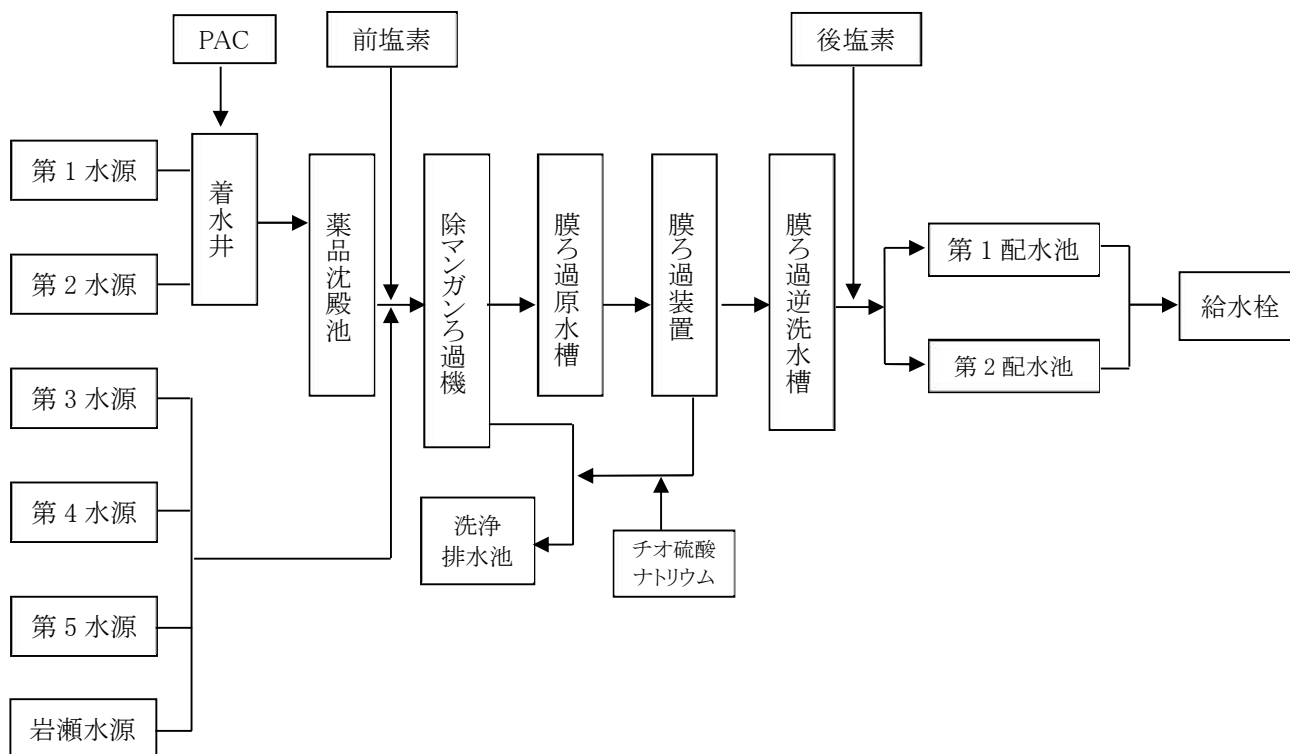 PAC
前塩素
後塩素
第1水源
第2水源
第3水源
第4水源
第5水源
岩瀬水源
着水井
薬品沈殿池
除マンガンろ過機
膜ろ過原水槽
膜ろ過装置
膜ろ過逆洗水槽
第1配水池
第2配水池
給水栓
洗浄
排水池
チオ硫酸
ナトリウム